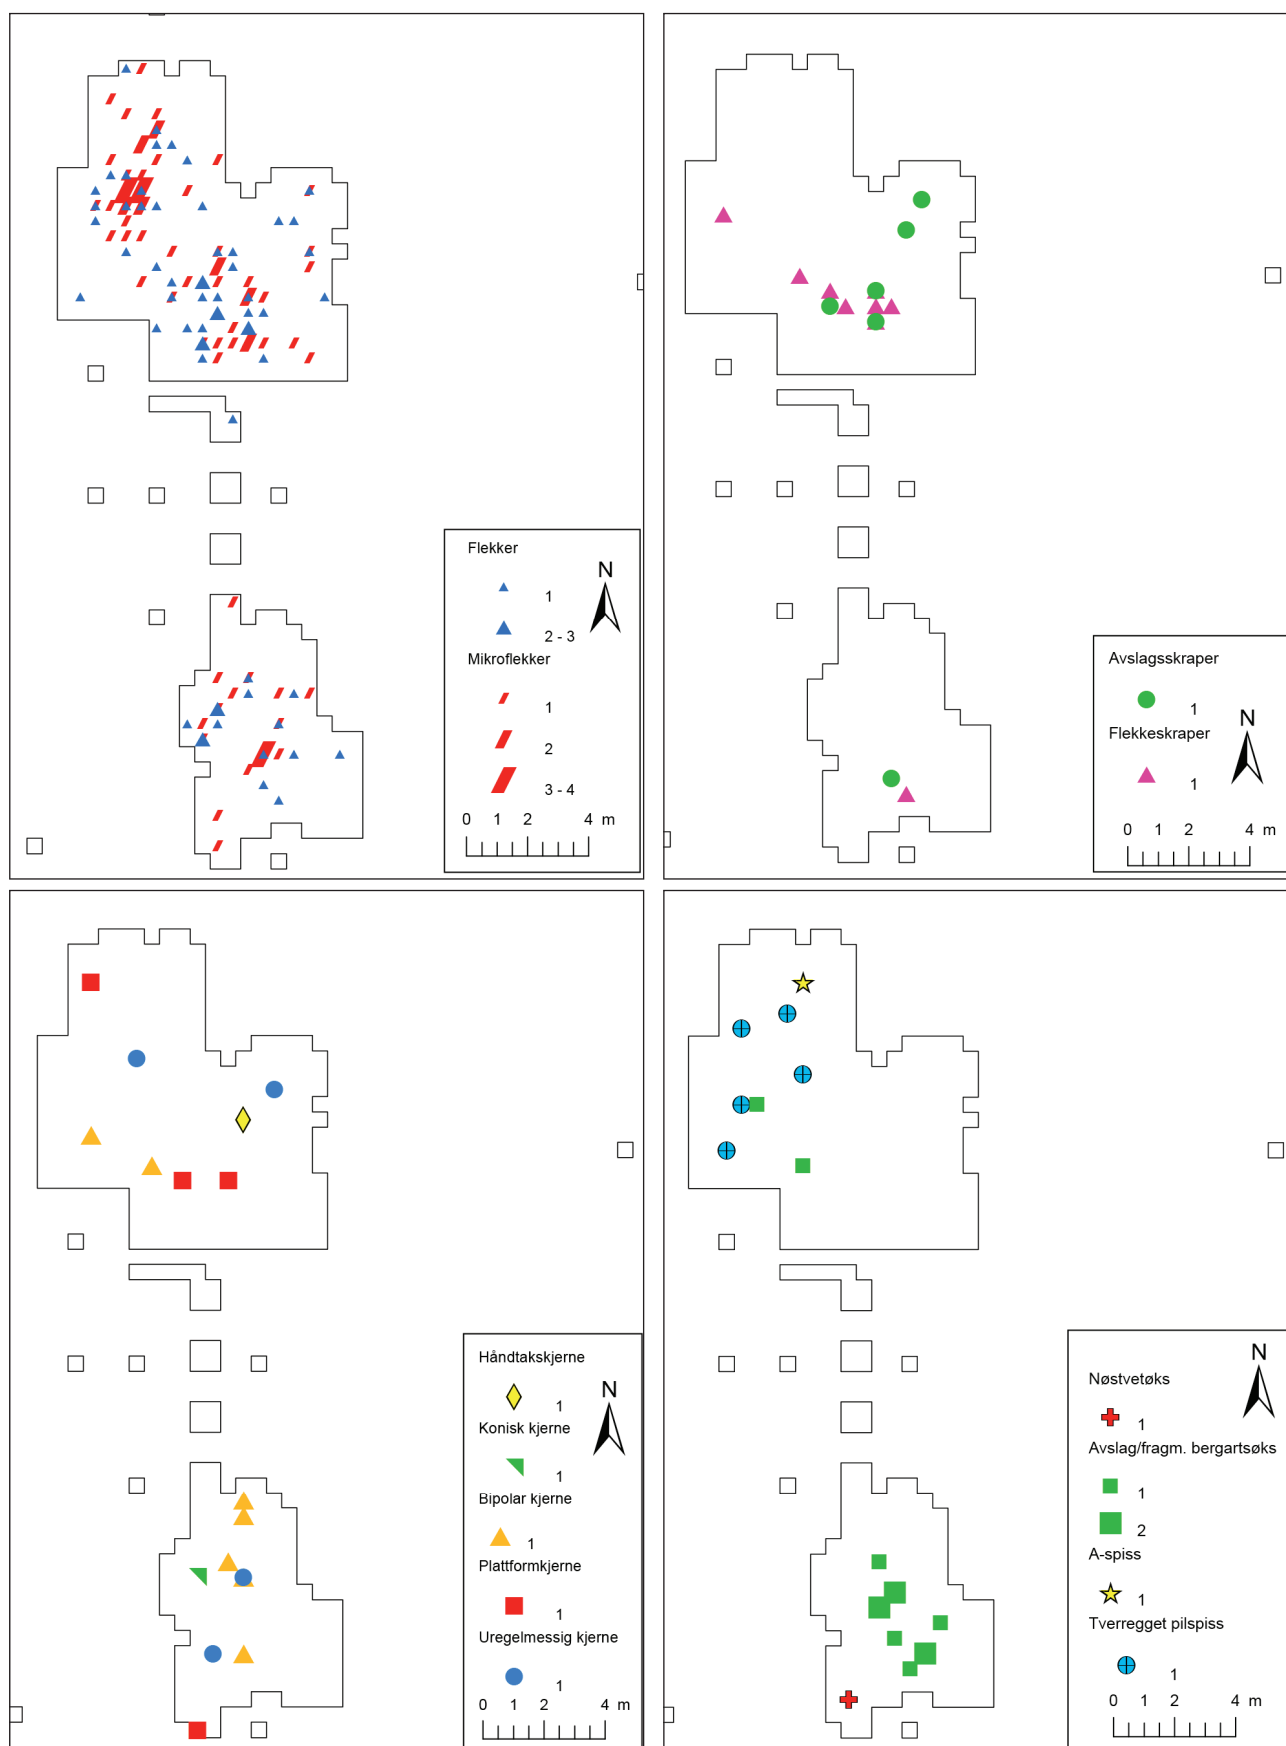 Flekker
N
1
2 - 3
Mikroflekker
1
2
3 - 4
0 1 2 4 m
Avslagsskraper
1
N
Flekkeskraper
1
0 1 2 4 m
Håndtakskjerne
N
1
Konisk kjerne
1
Bipolar kjerne
1
Plattformkjerne
1
Uregelmessig kjerne
1
0 1 2 4 m
N
Nøstvetøks
1
Avslag/fragm. bergartsøks
1
2
A-spiss
1
Tverregget pilspiss
1
0 1 2 4 m